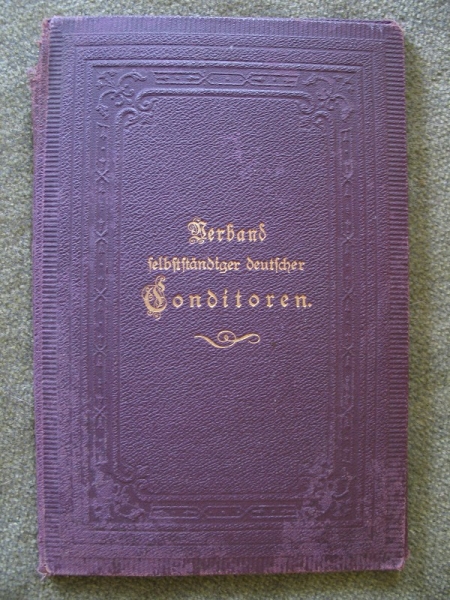 Verband
selbstständiger deutscher
Conditoren.